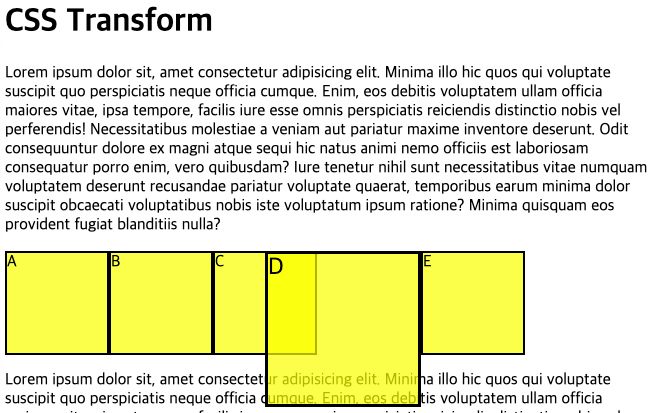 CSS Transform
Lorem ipsum dolor sit, amet consectetur adipisicing elit. Minima illo hic quos qui voluptate
suscipit quo perspiciatis neque officia cumque. Enim, eos debitis voluptatem ullam officia
maiores vitae, ipsa tempore, facilis iure esse omnis perspiciatis reiciendis distinctio nobis vel
perferendis! Necessitatibus molestiae a veniam aut pariatur maxime inventore deserunt. Odit
consequuntur dolore ex magni atque sequi hic natus animi nemo officiis est laboriosam
consequatur porro enim, vero quibusdam? Iure tenetur nihil sunt necessitatibus vitae numquam
voluptatem deserunt recusandae pariatur voluptate quaerat, temporibus earum minima dolor
suscipit obcaecati voluptatibus nobis iste voluptatum ipsum ratione? Minima quisquam eos
provident fugiat blanditiis nulla?
A B C D E
Lorem ipsum dolor sit, amet consectetur adipisicing elit. Minima illo hic quos qui voluptate
suscipit quo perspiciatis neque officia cumque. Enim, eos debitis voluptatem ullam officia